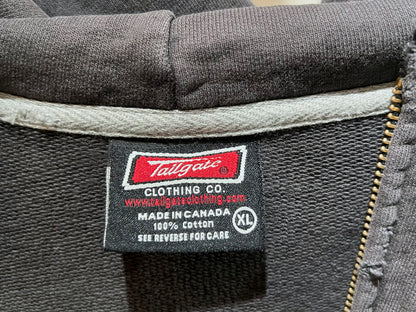 Tailgate ®
CLOTHING CO.
www.tailgateclothing.com
MADE IN CANADA
100% Cotton
XL
SEE REVERSE FOR CARE